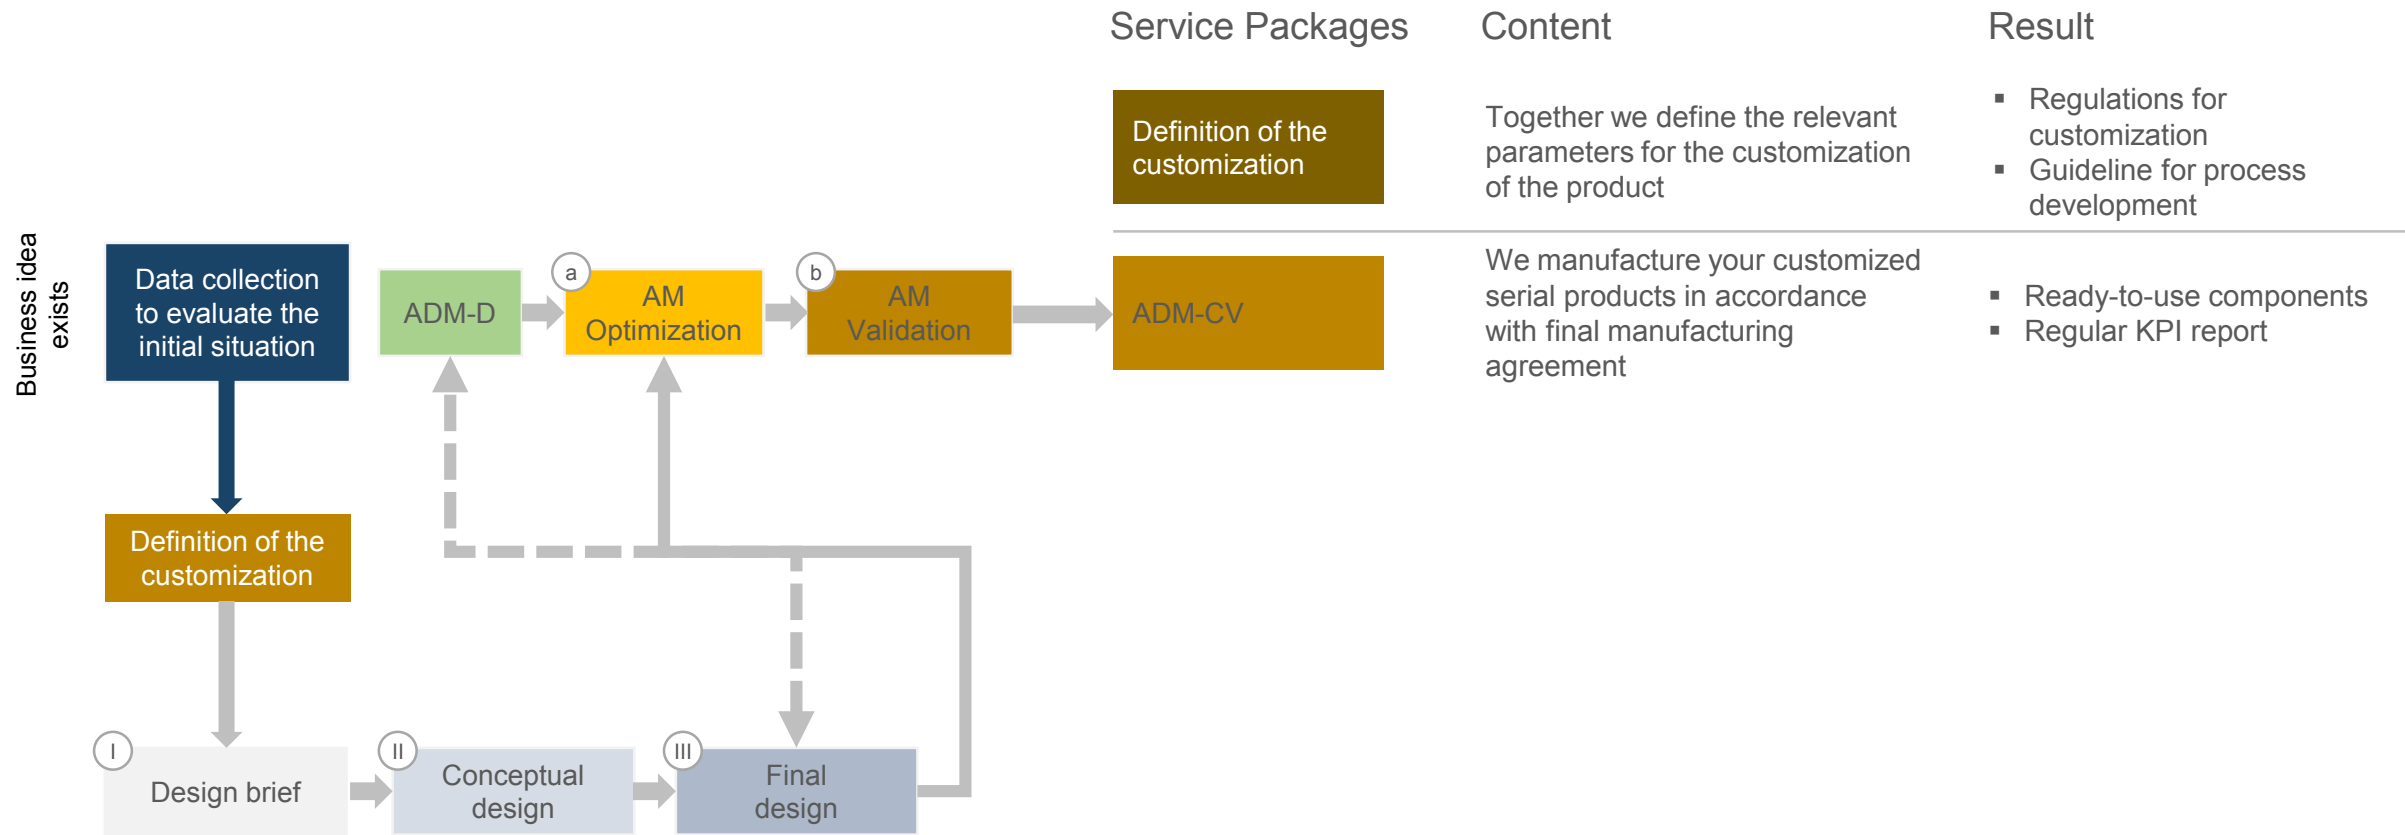 Service Packages
Content
Result
Definition of the
customization
Together we define the relevant
parameters for the customization
of the product
▪ Regulations for
customization
▪ Guideline for process
development
Business idea
exists
Data collection
to evaluate the
initial situation
ADM-D
a
AM
Optimization
b
AM
Validation
ADM-CV
We manufacture your customized
serial products in accordance
with final manufacturing
agreement
▪ Ready-to-use components
▪ Regular KPI report
Definition of the
customization
I
Design brief
II
Conceptual
design
III
Final
design